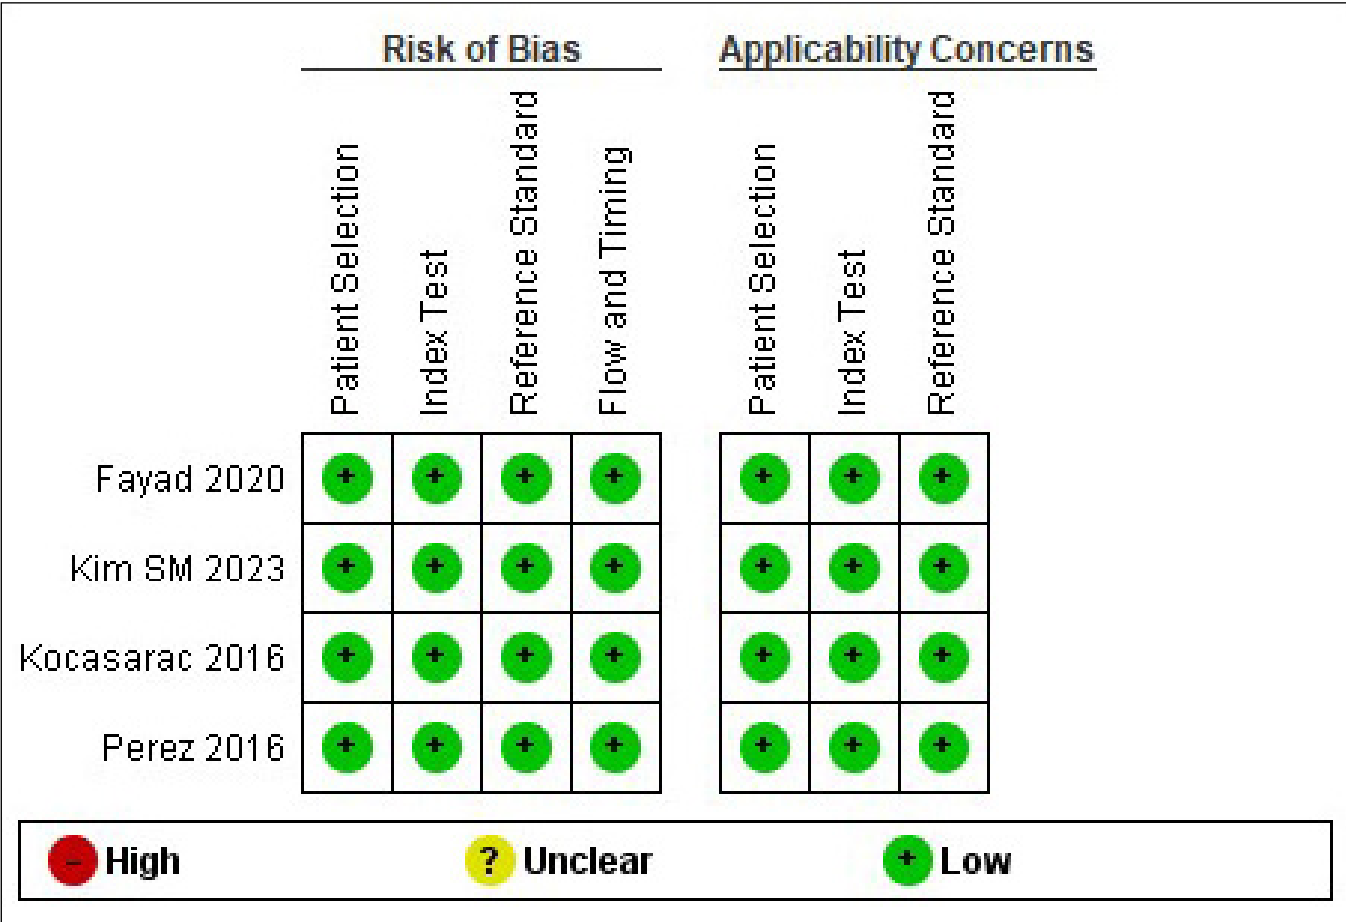 Risk of Bias
Applicability Concerns
Patient Selection
Index Test
Reference Standard
Flow and Timing
Patient Selection
Index Test
Reference Standard
Fayad 2020 + + + + + + +
Kim SM 2023 + + + + + + +
Kocasarac 2016 + + + + + + +
Perez 2016 + + + + + + +
- High ? Unclear + Low